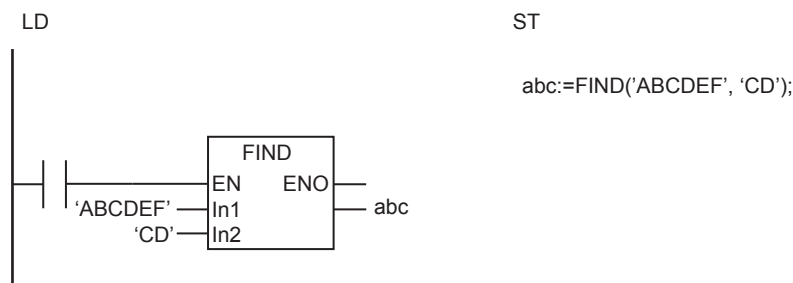 LD
ST
abc:=FIND('ABCDEF', ‘CD’);
FIND
EN ENO
‘ABCDEF’ In1 abc
‘CD’ In2